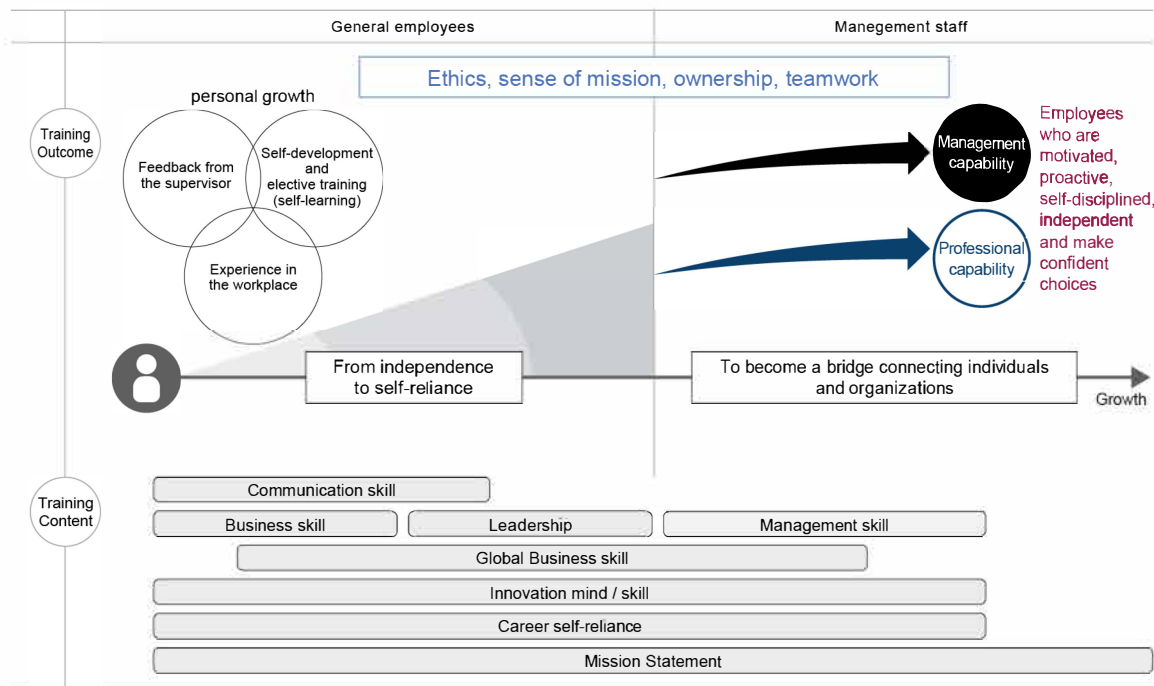 General employees
Manegement staff
Ethics, sense of mission, ownership, teamwork
personal growth
Training
Outcome
Feedback from
the supervisor
Self-development
and
elective training
(self-learning)
Experience in
the workplace
Management
capability
Professional
capability
Employees
who are
motivated,
proactive,
self-disciplined,
independent
and make
confident
choices
From independence
to self-reliance
To become a bridge connecting individuals
and organizations
Growth
Training
Content
Communication skill
Business skill
Leadership
Management skill
Global Business skill
Innovation mind / skill
Career self-reliance
Mission Statement